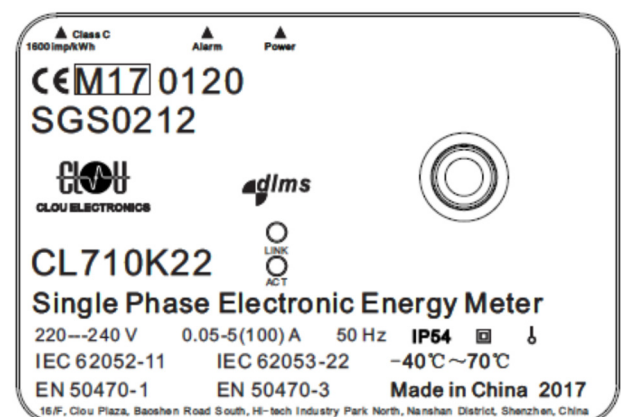 Class C
1600 imp/kWh Alarm Power
CE M17 0120
SGS0212
CLOU
CLOU ELECTRONICS
dlms
LINK
CL710K22
ACT
Single Phase Electronic Energy Meter
220---240 V 0.05-5(100) A 50 Hz IP54
IEC 62052-11 IEC 62053-22 -40℃~70℃
EN 50470-1 EN 50470-3 Made in China 2017
16/F, Clou Plaza, Baoshen Road South, Hi-tech Industry Park North, Nanshan District, Shenzhen, China